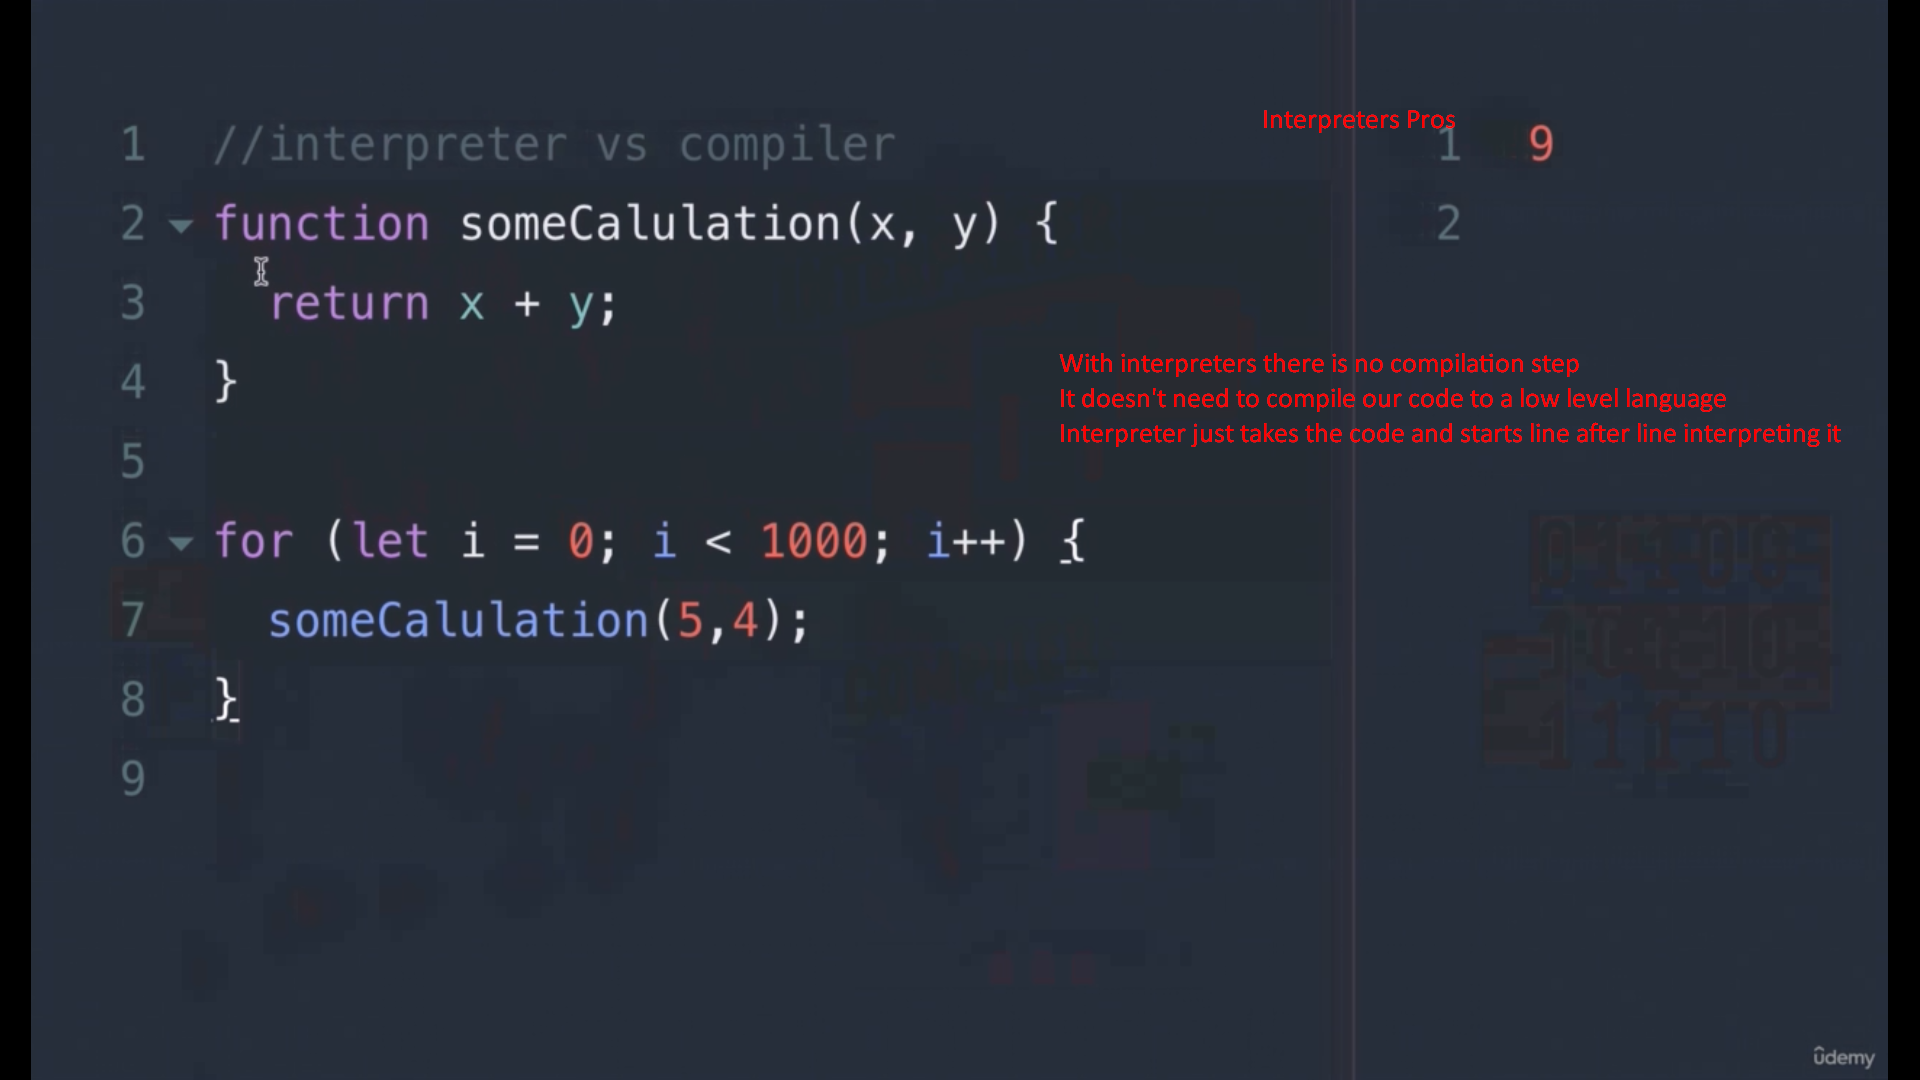 1 //interpreter vs compiler
2 function someCalulation(x, y) {
3 return x + y;
4 }
5
6 for (let i = 0; i < 1000; i++) {
7 someCalulation(5,4);
8 }
9
Interpreters Pros
1 9
2
With interpreters there is no compilation step
It doesn't need to compile our code to a low level language
Interpreter just takes the code and starts line after line interpreting it
udemy